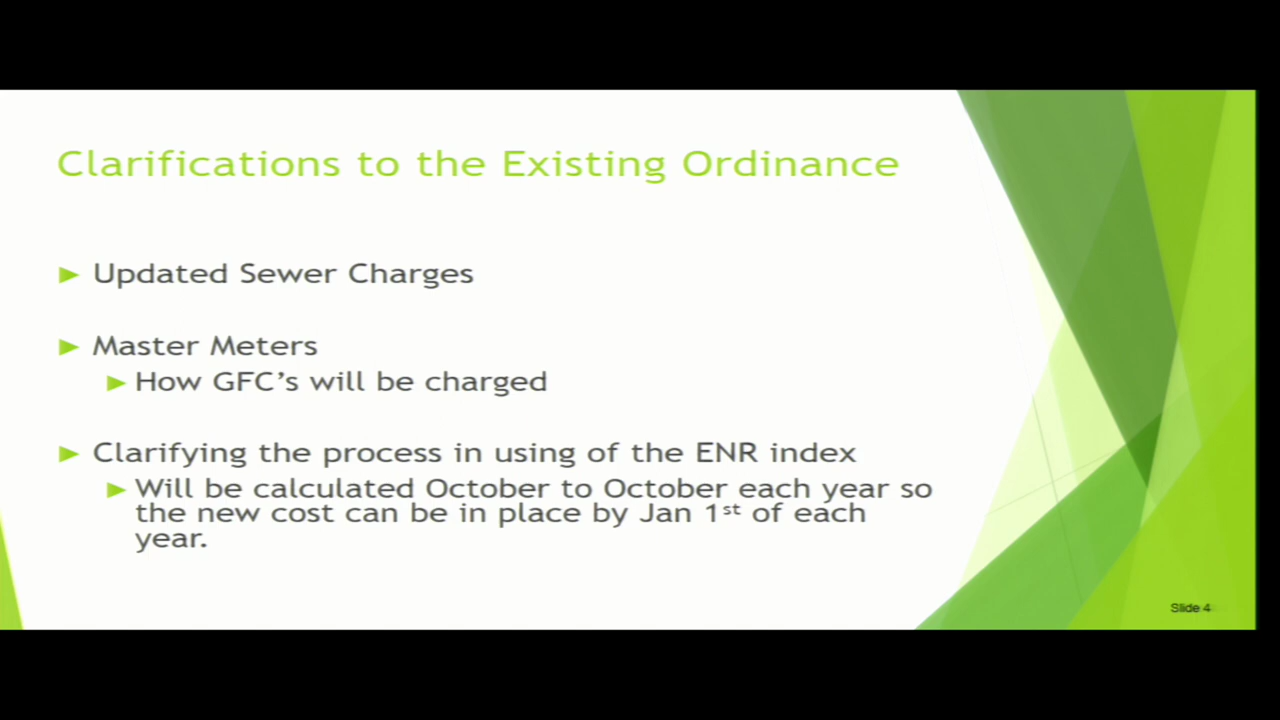 Clarifications to the Existing Ordinance
Updated Sewer Charges
Master Meters
How GFC's will be charged
Clarifying the process in using of the ENR index
Will be calculated October to October each year so
the new cost can be in place by Jan 1st of each
year.
Slide 4